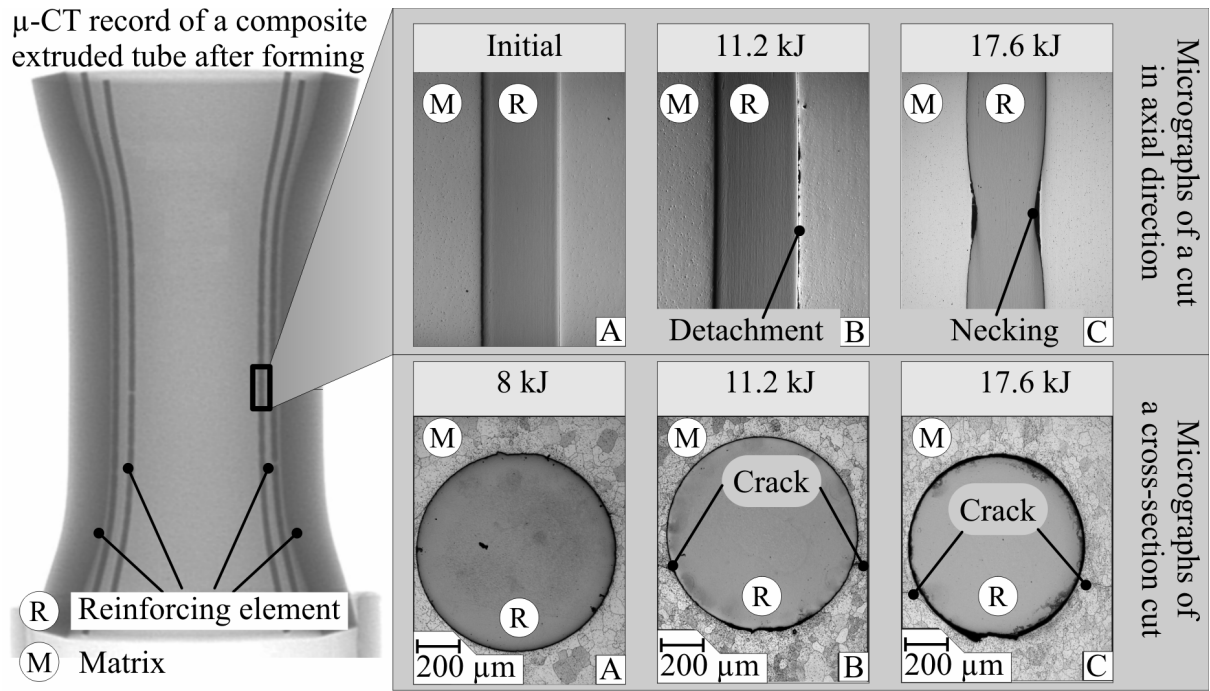 µ-CT record of a composite
extruded tube after forming
R Reinforcing element
M Matrix
Initial
11.2 kJ
17.6 kJ
M R
M R
M R
Detachment
Necking
A
B
C
Micrographs of a cut
in axial direction
8 kJ
11.2 kJ
17.6 kJ
M
M
M
Crack
Crack
R
R
R
200 µm
200 µm
200 µm
A
B
C
Micrographs of
a cross-section cut